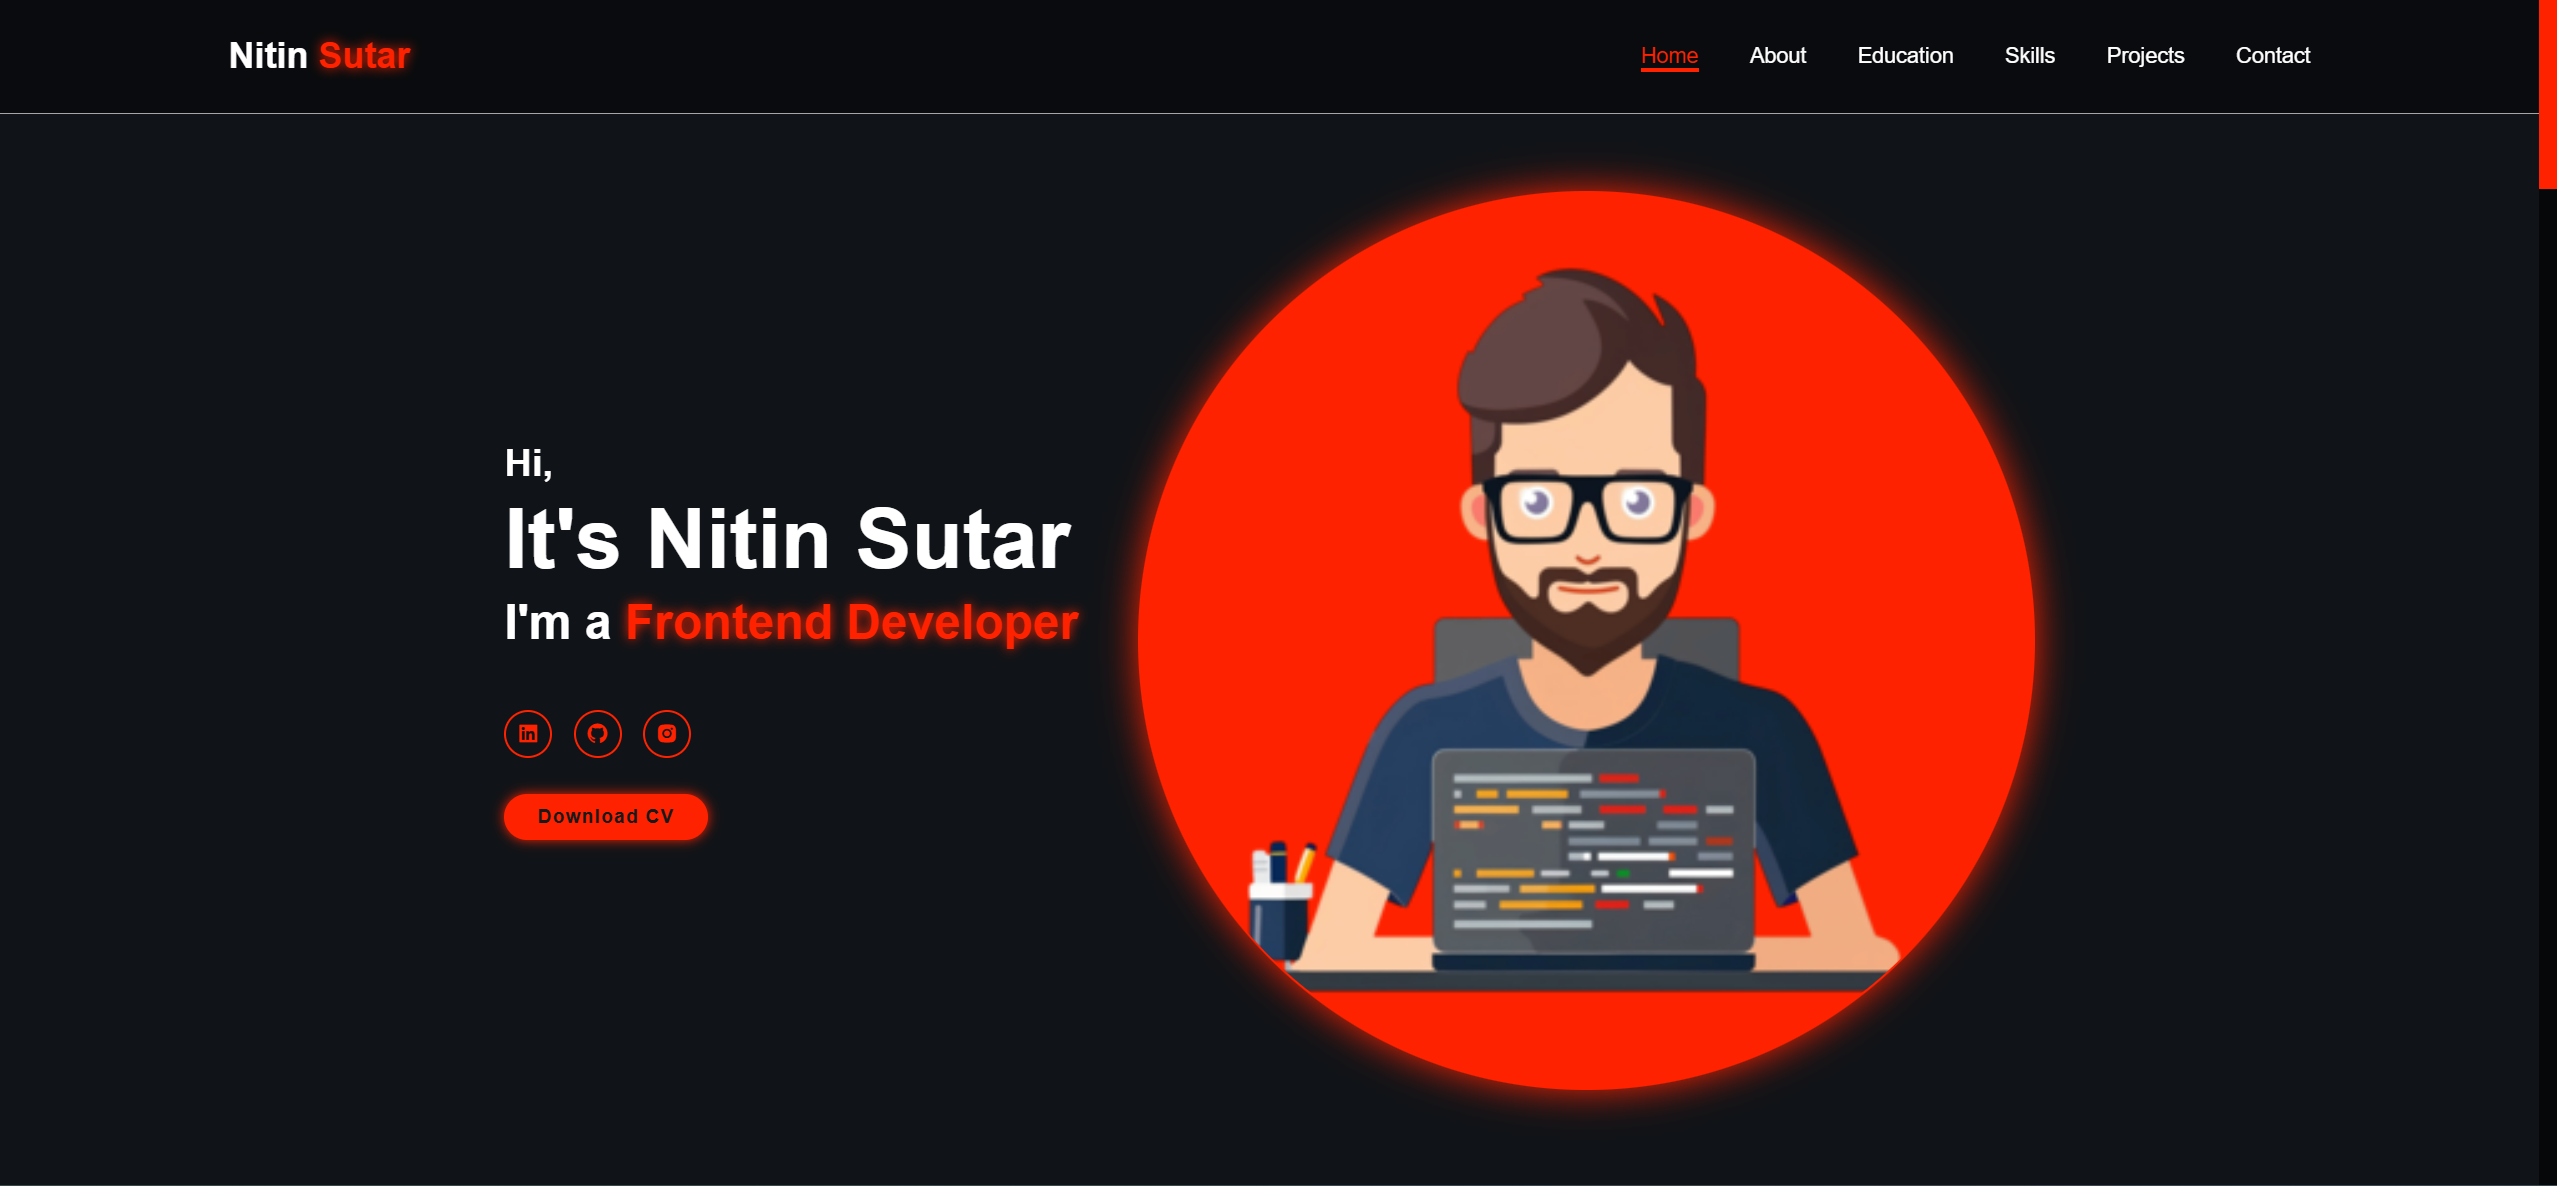 Nitin Sutar
Home About Education Skills Projects Contact
Hi,
It's Nitin Sutar
I'm a Frontend Developer
Download CV